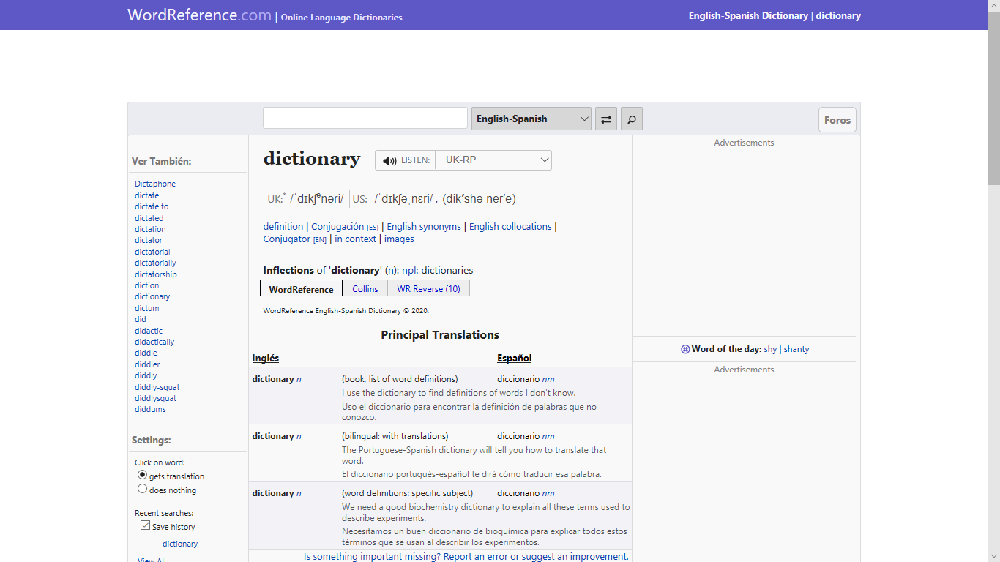 WordReference.com | Online Language Dictionaries
English-Spanish Dictionary | dictionary
English-Spanish
Foros
Ver También:
Dictaphone
dictate
dictate to
dictated
dictation
dictator
dictatorial
dictatorially
dictatorship
diction
dictionary
dictum
did
didactic
didactically
diddle
diddler
diddly
diddly-squat
diddlysquat
diddums
Settings:
Click on word:
gets translation
does nothing
Recent searches:
Save history
dictionary
View All
dictionary
LISTEN:
UK-RP
UK:* /ˈdɪkʃᵊnəri/ US: /ˈdɪkʃəˌnɛri/ , (dik′shə ner′ē)
definition | Conjugación [ES] | English synonyms | English collocations |
Conjugator [EN] | in context | images
Inflections of 'dictionary' (n): npl: dictionaries
WordReference Collins WR Reverse (10)
WordReference English-Spanish Dictionary © 2020:
Principal Translations
Inglés Español
dictionary n (book, list of word definitions) diccionario nm
I use the dictionary to find definitions of words I don't know.
Uso el diccionario para encontrar la definición de palabras que no
conozco.
dictionary n (bilingual: with translations) diccionario nm
The Portuguese-Spanish dictionary will tell you how to translate that
word.
El diccionario portugués-español te dirá cómo traducir esa palabra.
dictionary n (word definitions: specific subject) diccionario nm
We need a good biochemistry dictionary to explain all these terms used to
describe experiments.
Necesitamos un buen diccionario de bioquímica para explicar todos estos
términos que se usan al describir los experimentos.
Is something important missing? Report an error or suggest an improvement.
Advertisements
Word of the day: shy | shanty
Advertisements